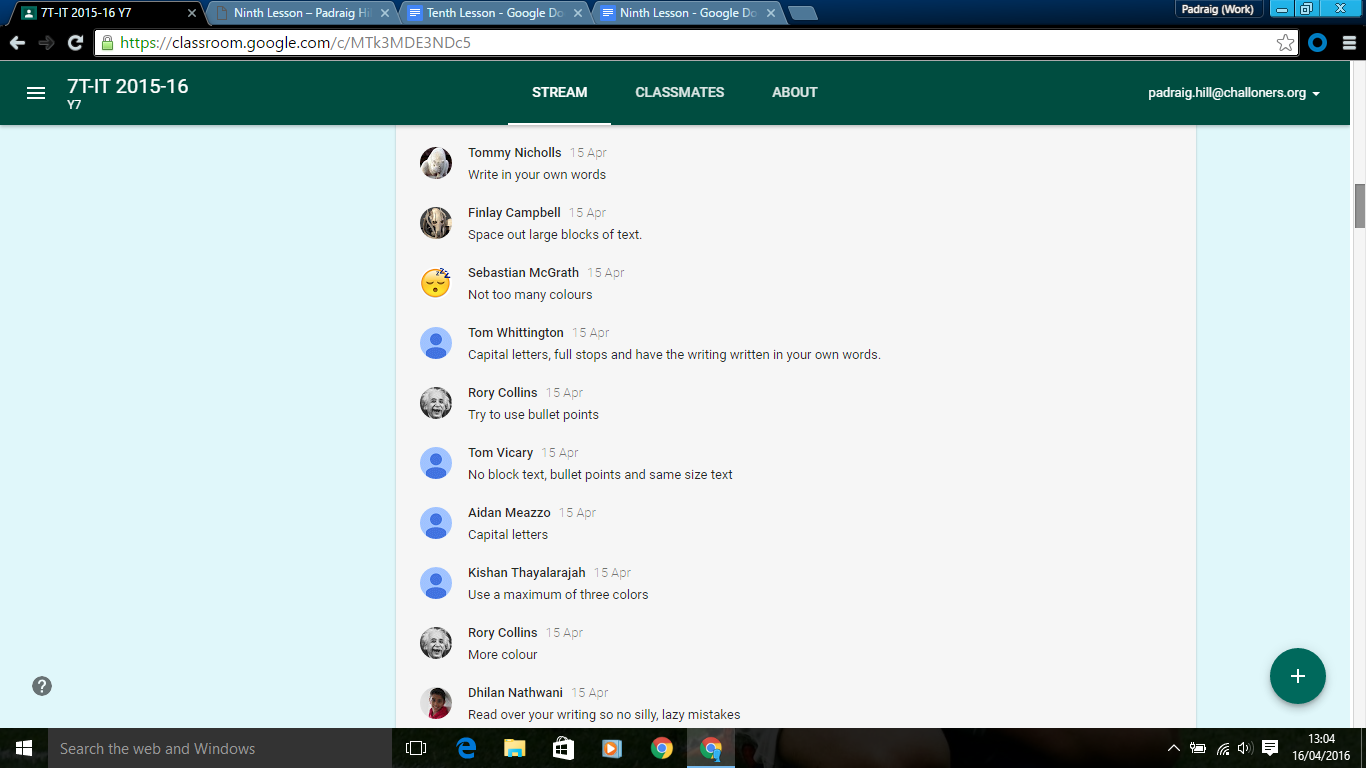 7T-IT 2015-16 Y7
Ninth Lesson – Padraig Hi
Tenth Lesson - Google Do
Ninth Lesson - Google Do
Padraig (Work)
https://classroom.google.com/c/MTk3MDE3NDc5
7T-IT 2015-16
Y7
STREAM
CLASSMATES
ABOUT
padraig.hill@challoners.org
Tommy Nicholls 15 Apr
Write in your own words
Finlay Campbell 15 Apr
Space out large blocks of text.
Sebastian McGrath 15 Apr
Not too many colours
Tom Whittington 15 Apr
Capital letters, full stops and have the writing written in your own words.
Rory Collins 15 Apr
Try to use bullet points
Tom Vicary 15 Apr
No block text, bullet points and same size text
Aidan Meazzo 15 Apr
Capital letters
Kishan Thayalarajah 15 Apr
Use a maximum of three colors
Rory Collins 15 Apr
More colour
Dhilan Nathwani 15 Apr
Read over your writing so no silly, lazy mistakes
Search the web and Windows
13:04
16/04/2016